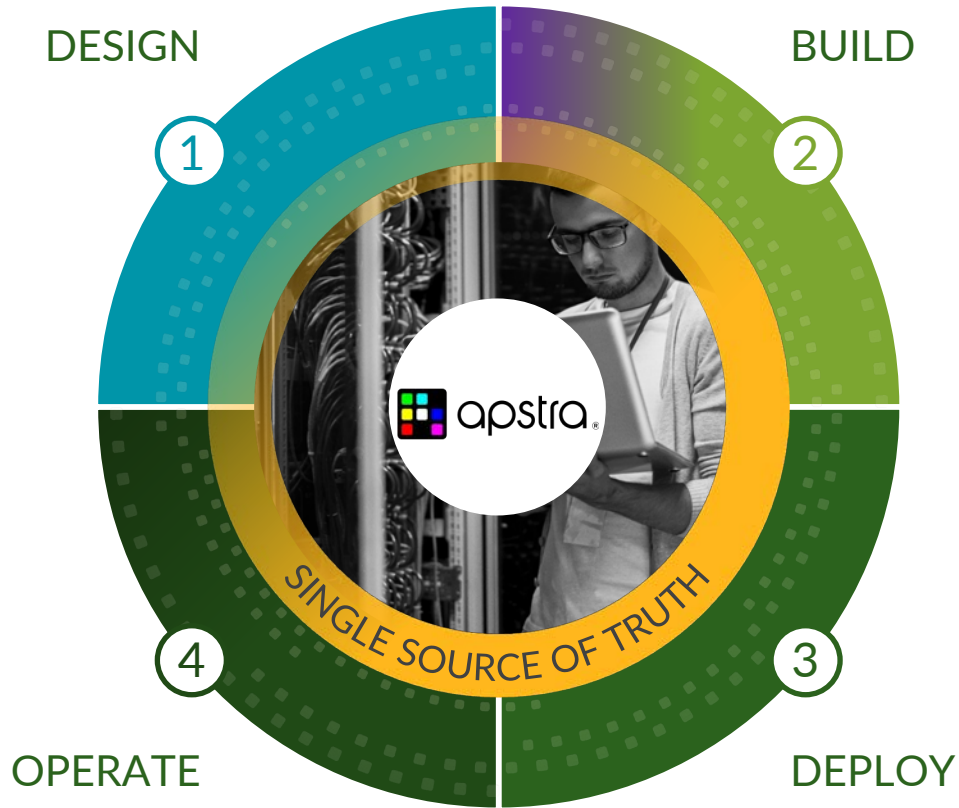 DESIGN
BUILD
1
2
apstra®
SINGLE SOURCE OF TRUTH
4
3
OPERATE
DEPLOY